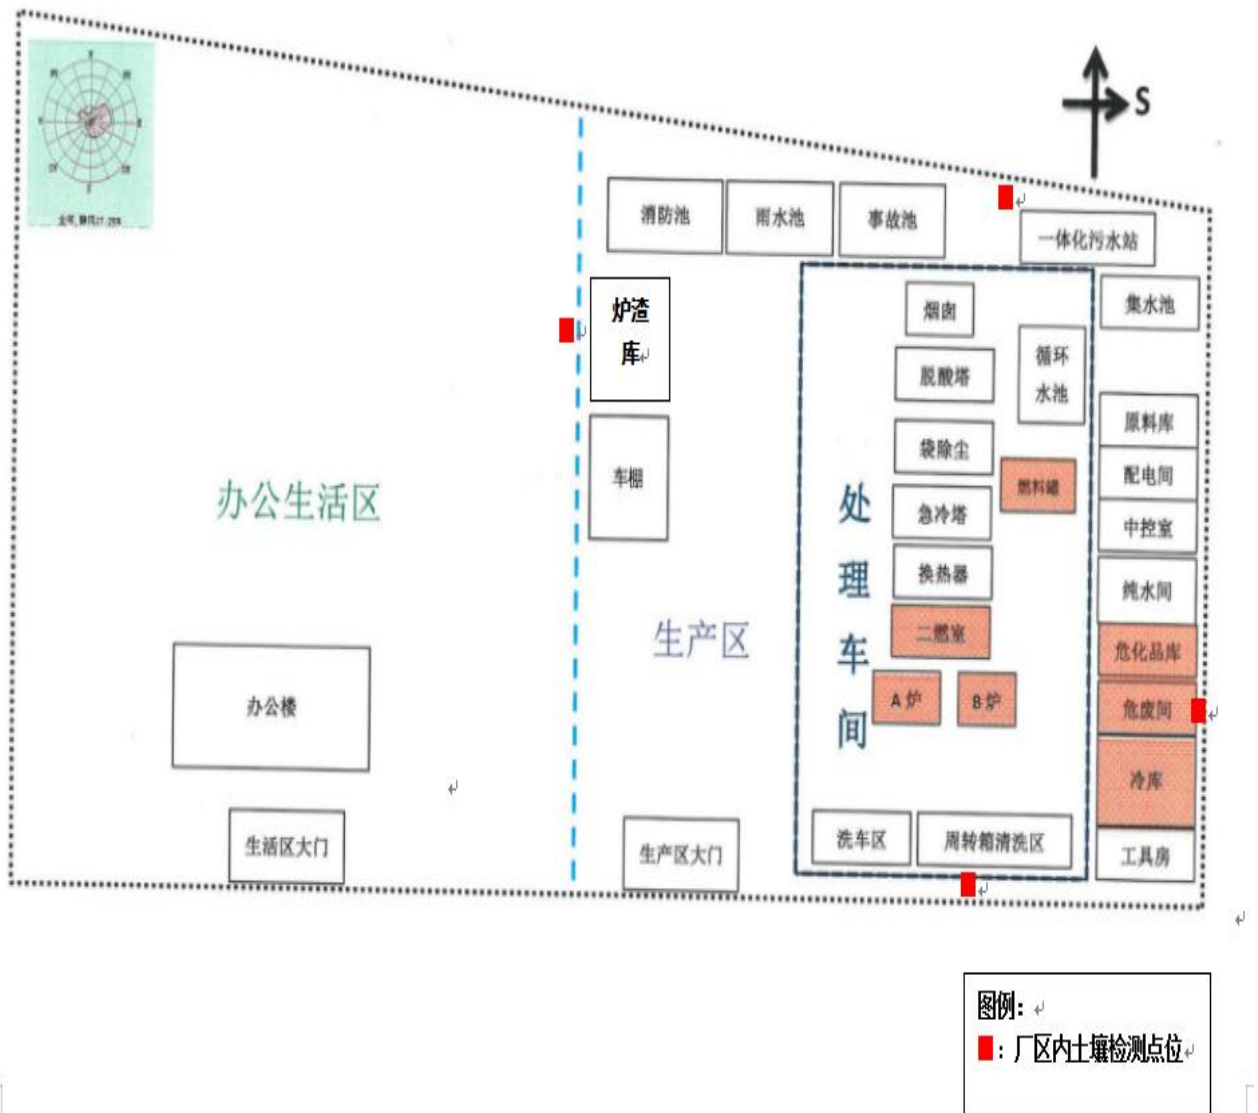 S
消防池
雨水池
事故池
一体化污水站
炉渣
库
烟囱
集水池
循环
水池
脱酸塔
原料库
车棚
袋除尘
燃料罐
配电间
办公生活区
处
理
车
间
急冷塔
中控室
换热器
纯水间
生产区
二燃室
危化品库
A 炉
B 炉
危废间
办公楼
冷库
生活区大门
生产区大门
洗车区
周转箱清洗区
工具房
图例：
：厂区内土壤检测点位